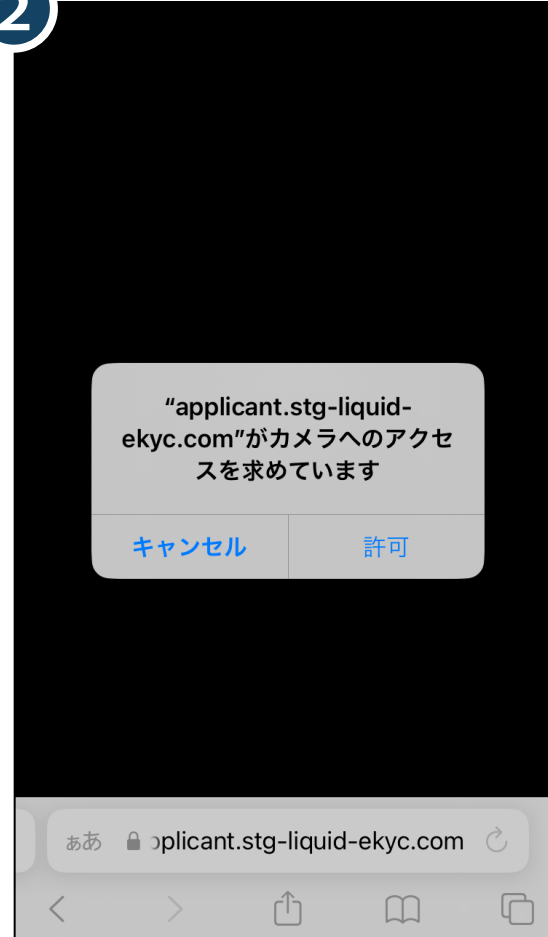 2
“applicant.stg-liquid-
ekyc.com”がカメラへのアクセ
スを求めています
キャンセル
許可
ぁあ
plicant.stg-liquid-ekyc.com